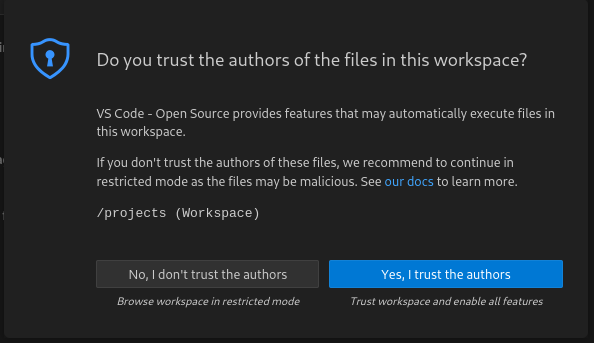 Do you trust the authors of the files in this workspace?
VS Code - Open Source provides features that may automatically execute files in
this workspace.
If you don't trust the authors of these files, we recommend to continue in
restricted mode as the files may be malicious. See our docs to learn more.
/projects (Workspace)
No, I don't trust the authors
Yes, I trust the authors
Browse workspace in restricted mode
Trust workspace and enable all features